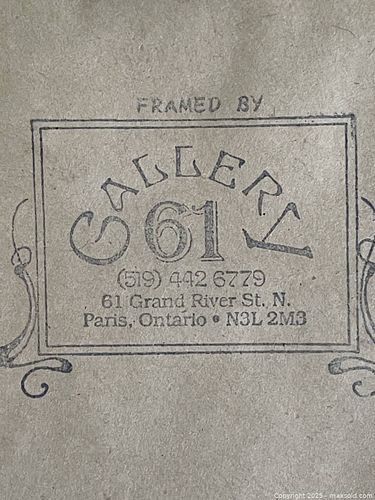 FRAMED BY
GALLERY
61
(519) 442 6779
61 Grand River St. N.
Paris, Ontario • N3L 2M3
Copyright 2025 - maxsold.com